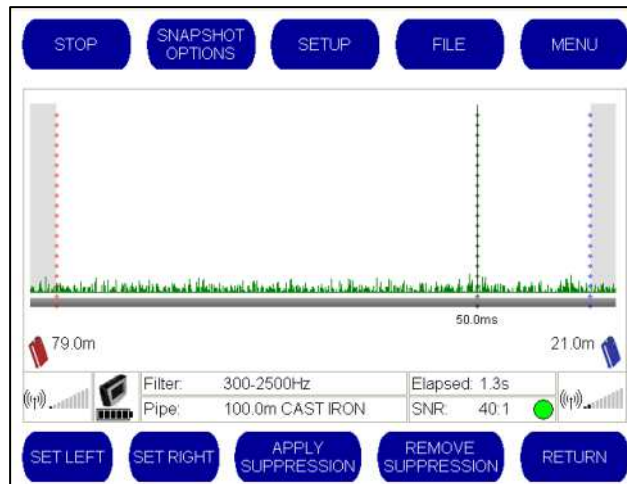 STOP
SNAPSHOT
OPTIONS
SETUP
FILE
MENU
50.0ms
79.0m
21.0m
Filter: 300-2500Hz
Elapsed: 1.3s
Pipe: 100.0m CAST IRON
SNR: 40:1
SET LEFT
SET RIGHT
APPLY
SUPPRESSION
REMOVE
SUPPRESSION
RETURN